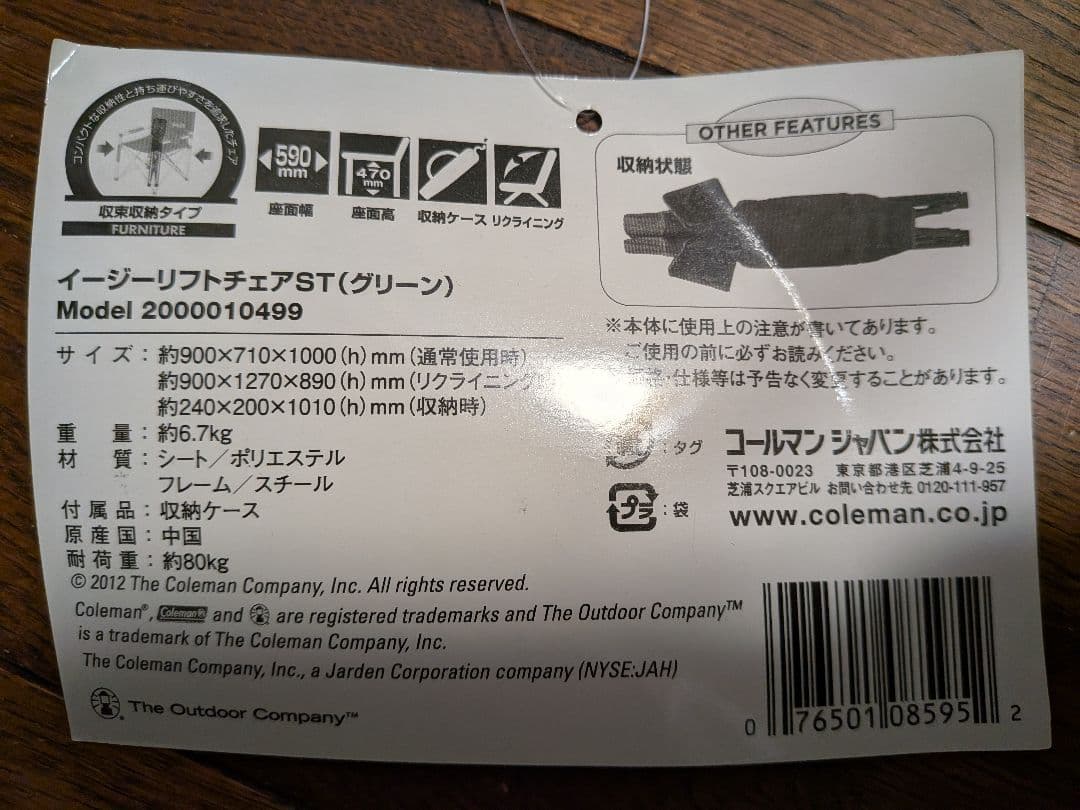 コンパクトな収納性と持ち運びやすさを追求したチェア
収束収納タイプ
FURNITURE
590
mm
座面幅
470
mm
座面高
収納ケース
リクライニング
イージーリフトチェアST(グリーン)
Model 2000010499
サイズ:約900×710×1000(h)mm(通常使用時)
約900×1270×890(h)mm(リクライニング
約240×200×1010(h)mm(収納時)
重量:約6.7kg
材質:シート/ポリエステル
フレーム/スチール
付属品:収納ケース
原産国:中国
耐荷重:約80kg
© 2012 The Coleman Company, Inc. All rights reserved.
Coleman®, Coleman® and are registered trademarks and The Outdoor Company™
is a trademark of The Coleman Company, Inc.
The Coleman Company, Inc., a Jarden Corporation company (NYSE:JAH)
The Outdoor Company™
OTHER FEATURES
収納状態
※本体に使用上の注意が書いてあります。
ご使用の前に必ずお読みください。
・仕様等は予告なく変更することがあります。
:タグ
プラ:袋
コールマン ジャパン株式会社
〒108-0023 東京都港区芝浦4-9-25
芝浦スクエアビル お問い合わせ先 0120-111-957
www.coleman.co.jp
0 76501 08595 2